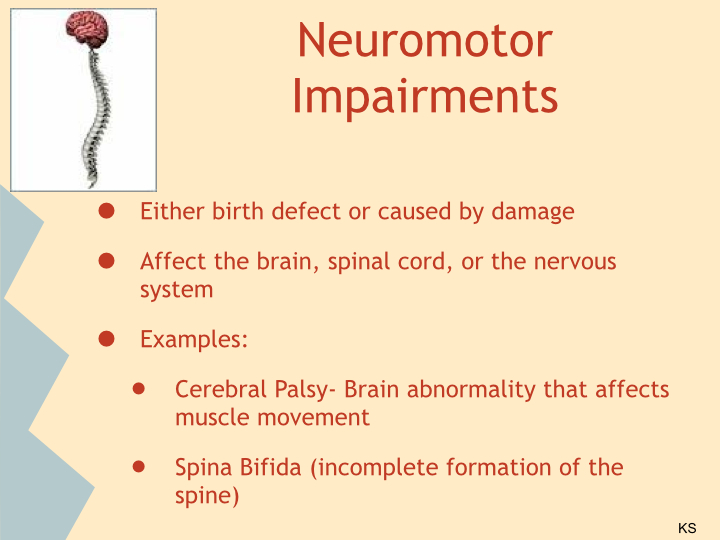 Neuromotor
Impairments
● Either birth defect or caused by damage
● Affect the brain, spinal cord, or the nervous
system
● Examples:
● Cerebral Palsy- Brain abnormality that affects
muscle movement
● Spina Bifida (incomplete formation of the
spine)
KS